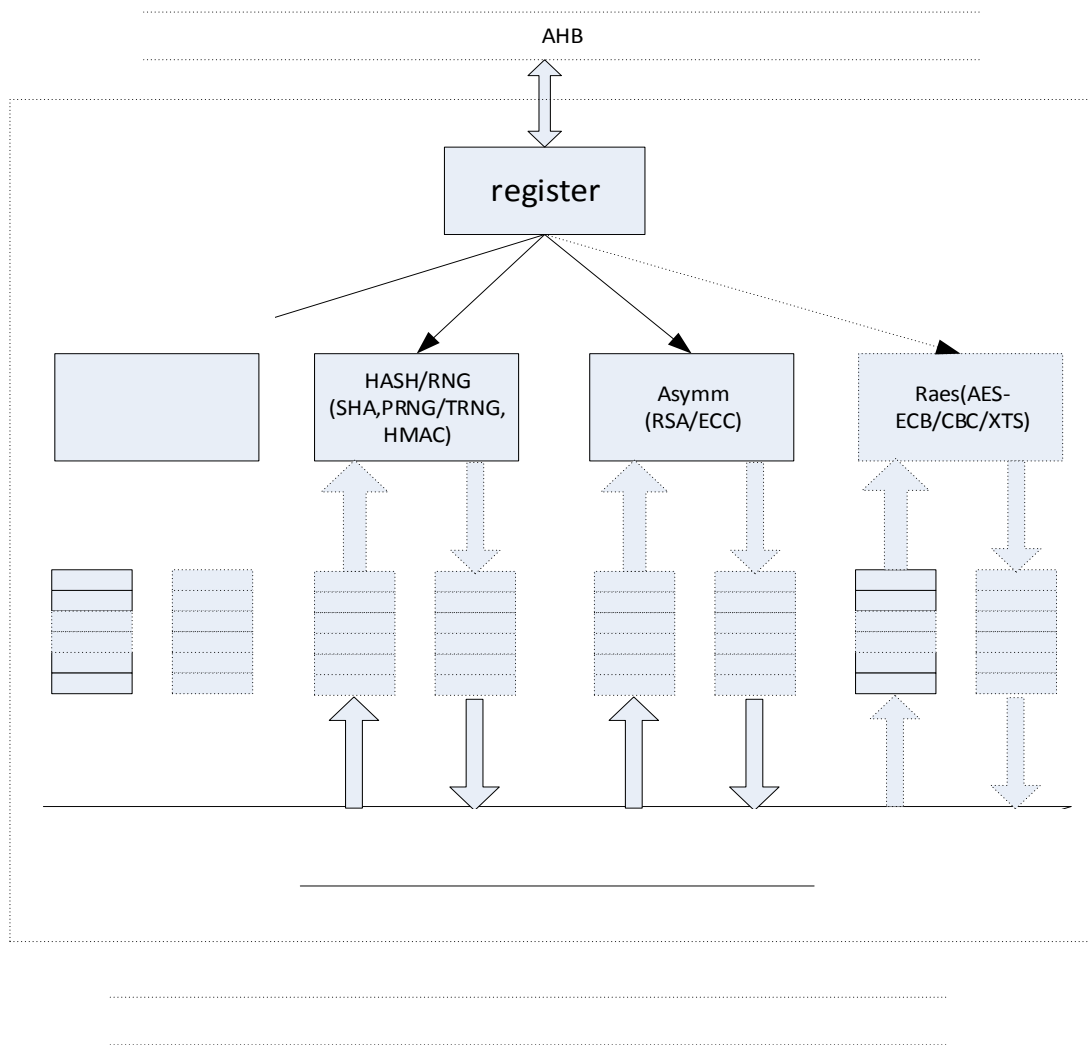 AHB
register
HASH/RNG
(SHA,PRNG/TRNG,
HMAC)
Asymm
(RSA/ECC)
Raes(AES-
ECB/CBC/XTS)